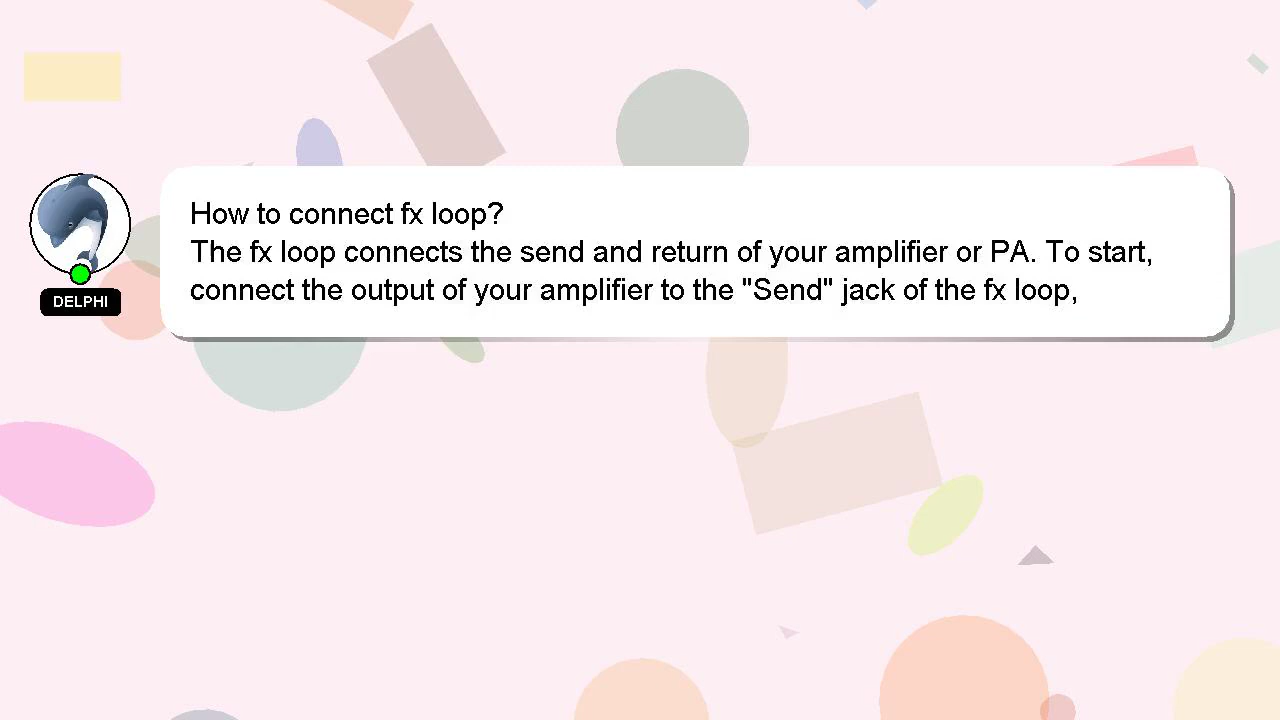 How to connect fx loop?
The fx loop connects the send and return of your amplifier or PA. To start,
connect the output of your amplifier to the "Send" jack of the fx loop,
DELPHI